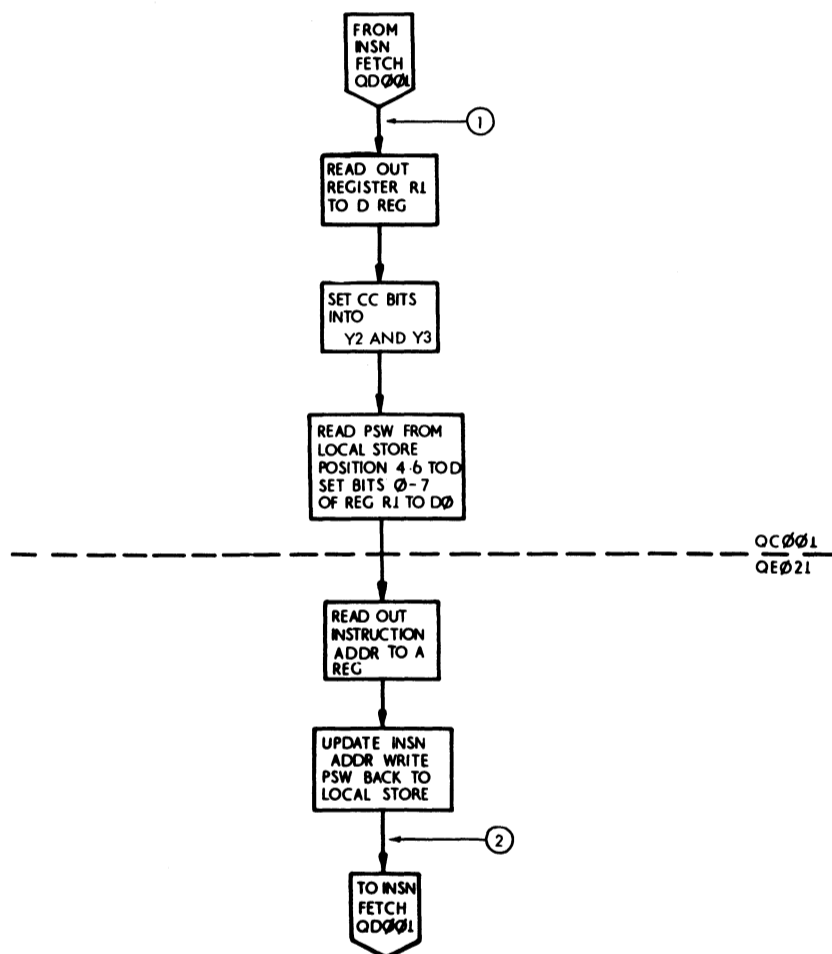 FROM
INSN
FETCH
QDØØ1
1
READ OUT
REGISTER R1
TO D REG
SET CC BITS
INTO
Y2 AND Y3
READ PSW FROM
LOCAL STORE
POSITION 4.6 TO D
SET BITS Ø-7
OF REG R1 TO DØ
QCØØ1
QEØ21
READ OUT
INSTRUCTION
ADDR TO A
REG
UPDATE INSN
ADDR WRITE
PSW BACK TO
LOCAL STORE
2
TO INSN
FETCH
QDØØ1